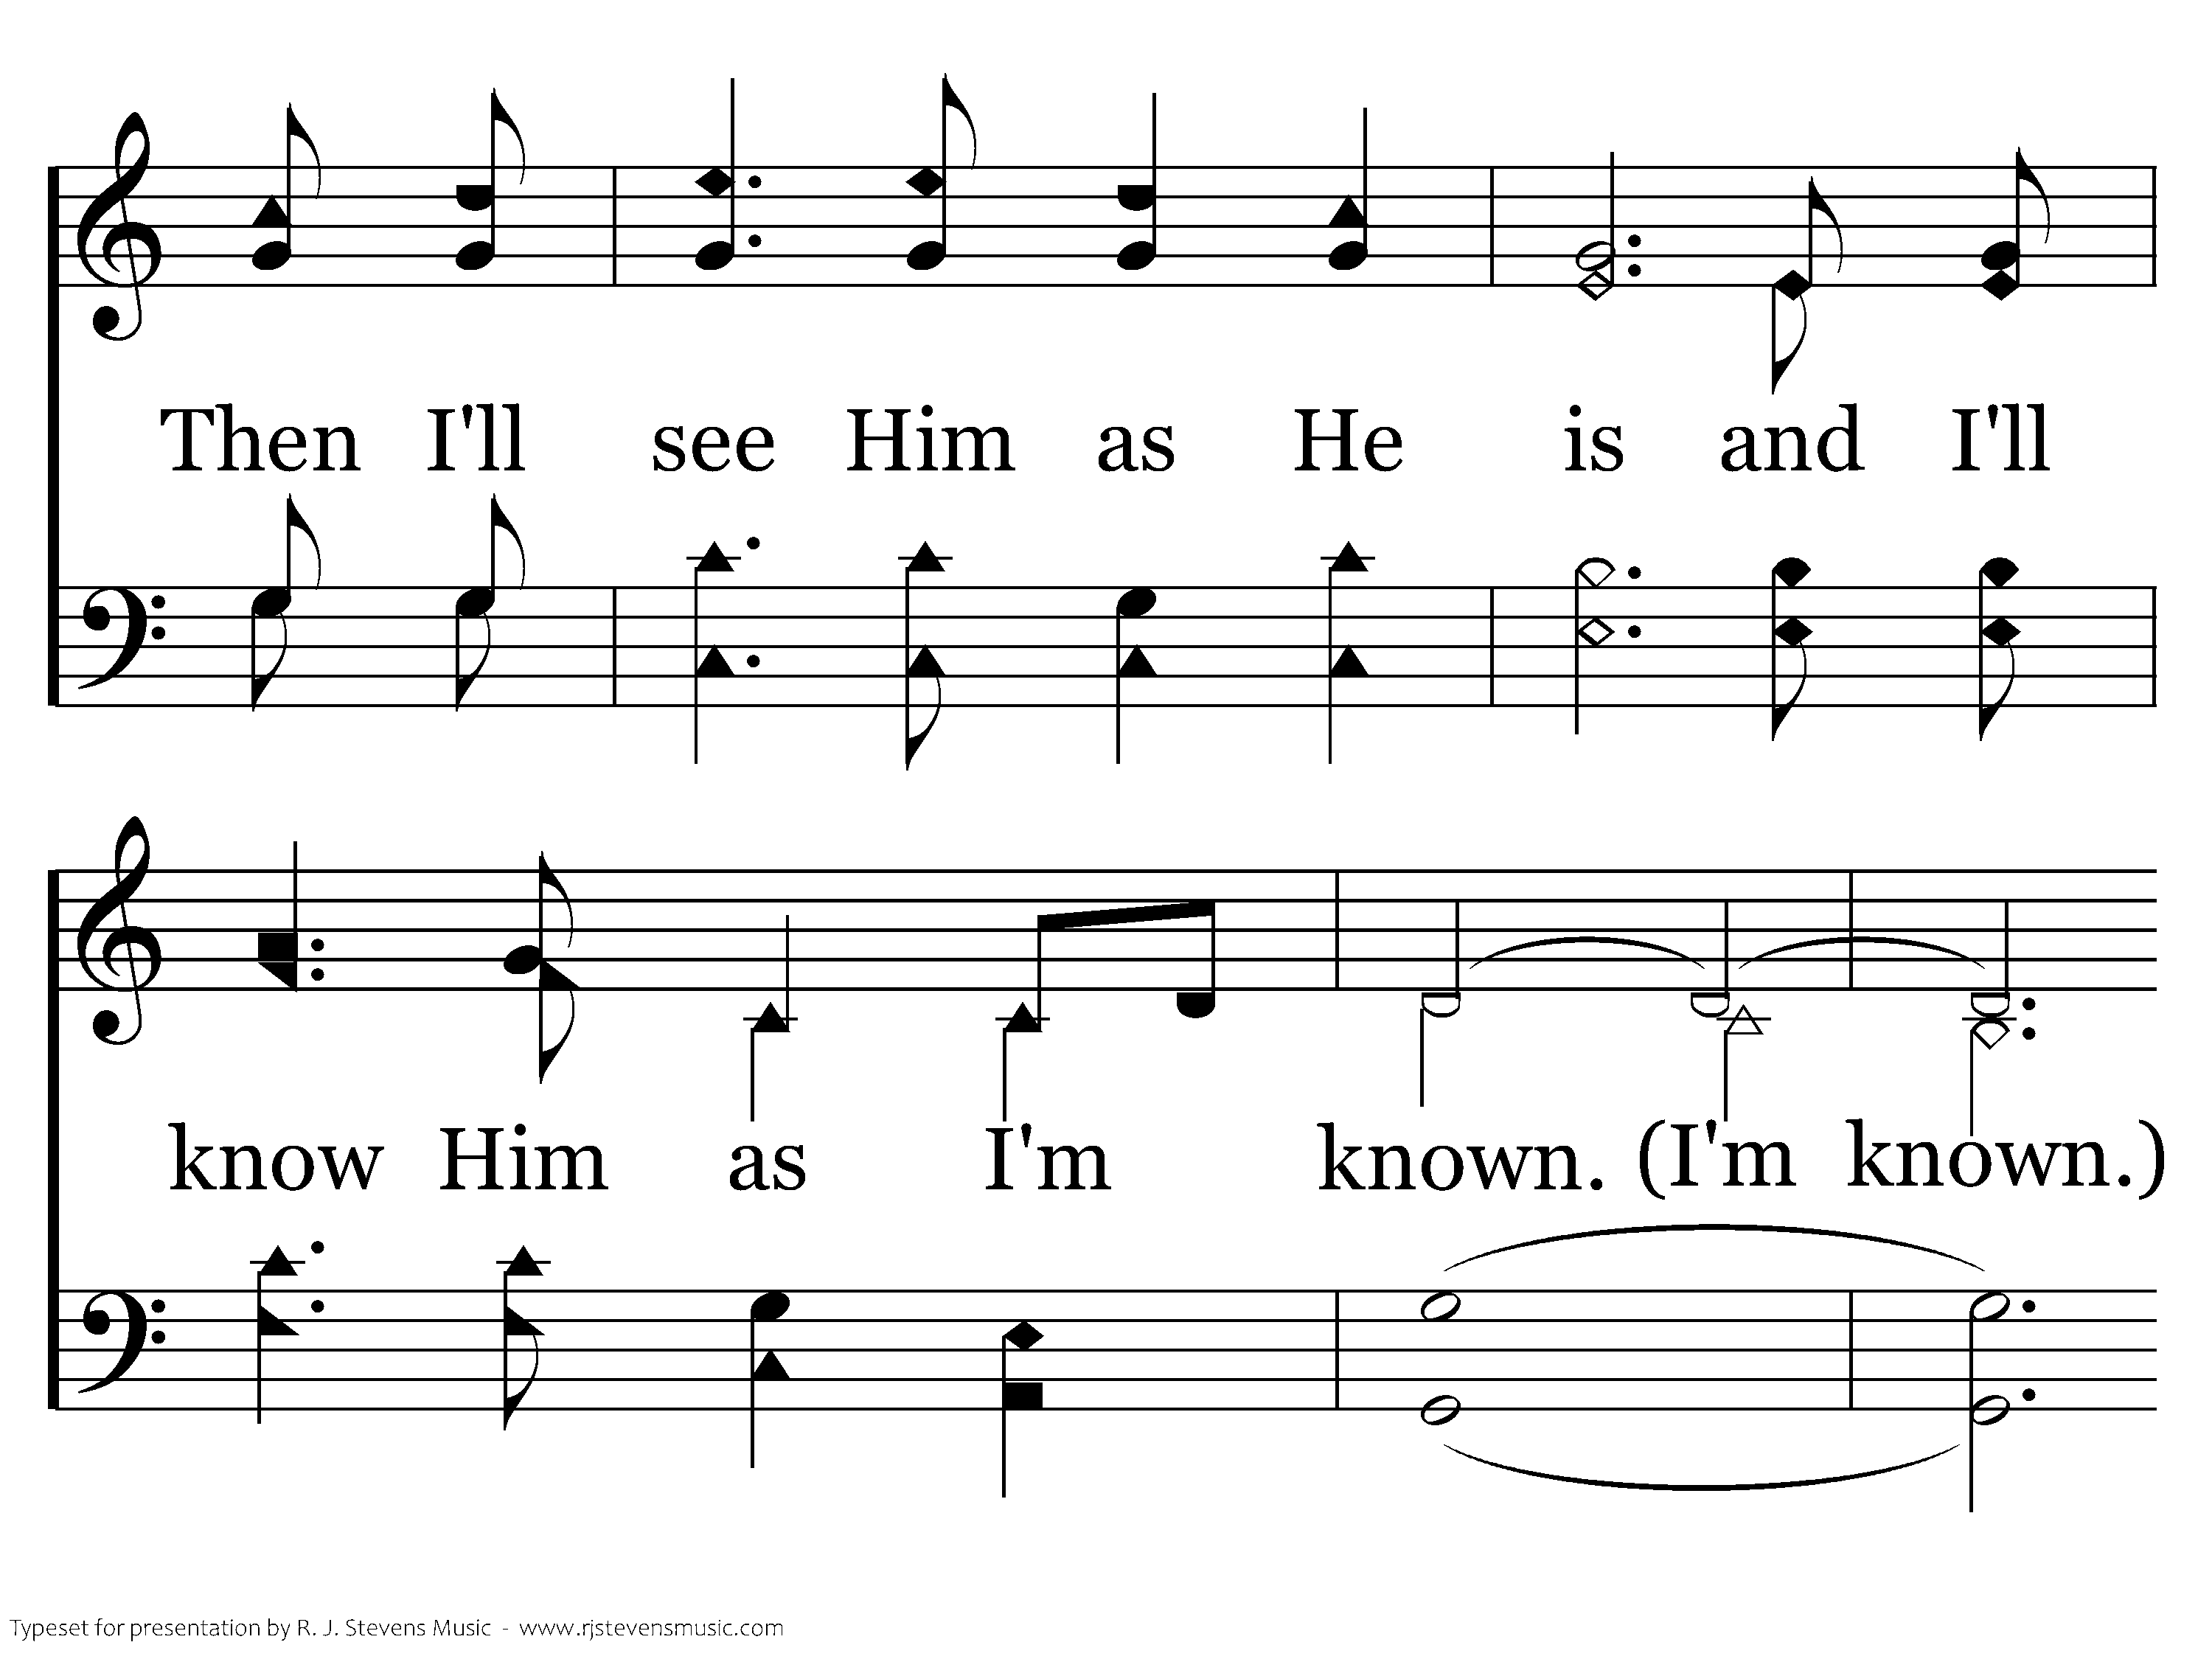 Then I'll see Him as He is and I'll
know Him as I'm known. (I'm known.)
Typeset for presentation by R. J. Stevens Music - www.rjstevensmusic.com